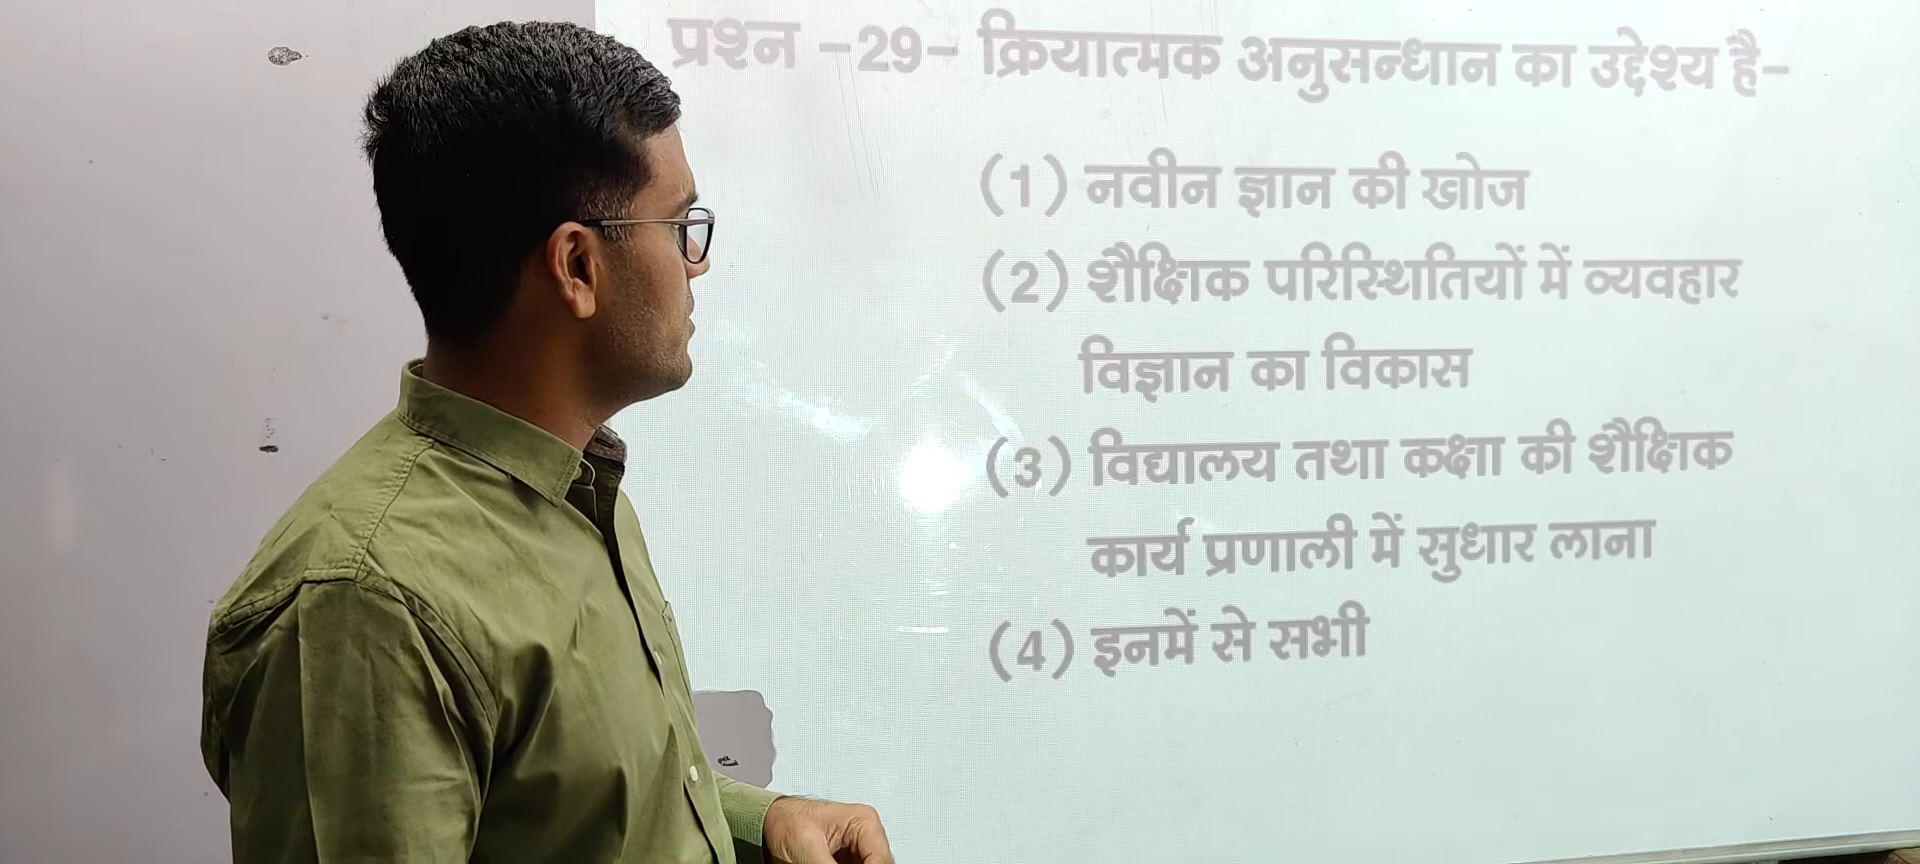 प्रश्न -29- क्रियात्मक अनुसन्धान का उद्देश्य है-
(1) नवीन ज्ञान की खोज
(2) शैक्षिक परिस्थितियों में व्यवहार
विज्ञान का विकास
(3) विद्यालय तथा कक्षा की शैक्षिक
कार्य प्रणाली में सुधार लाना
(4) इनमें से सभी